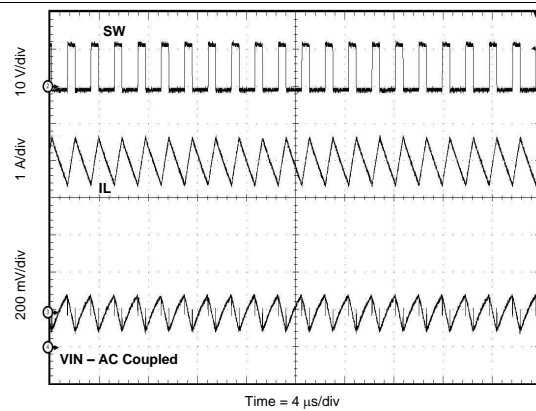 SW
10 V/div
1 A/div
IL
200 mV/div
VIN – AC Coupled
Time = 4 μs/div